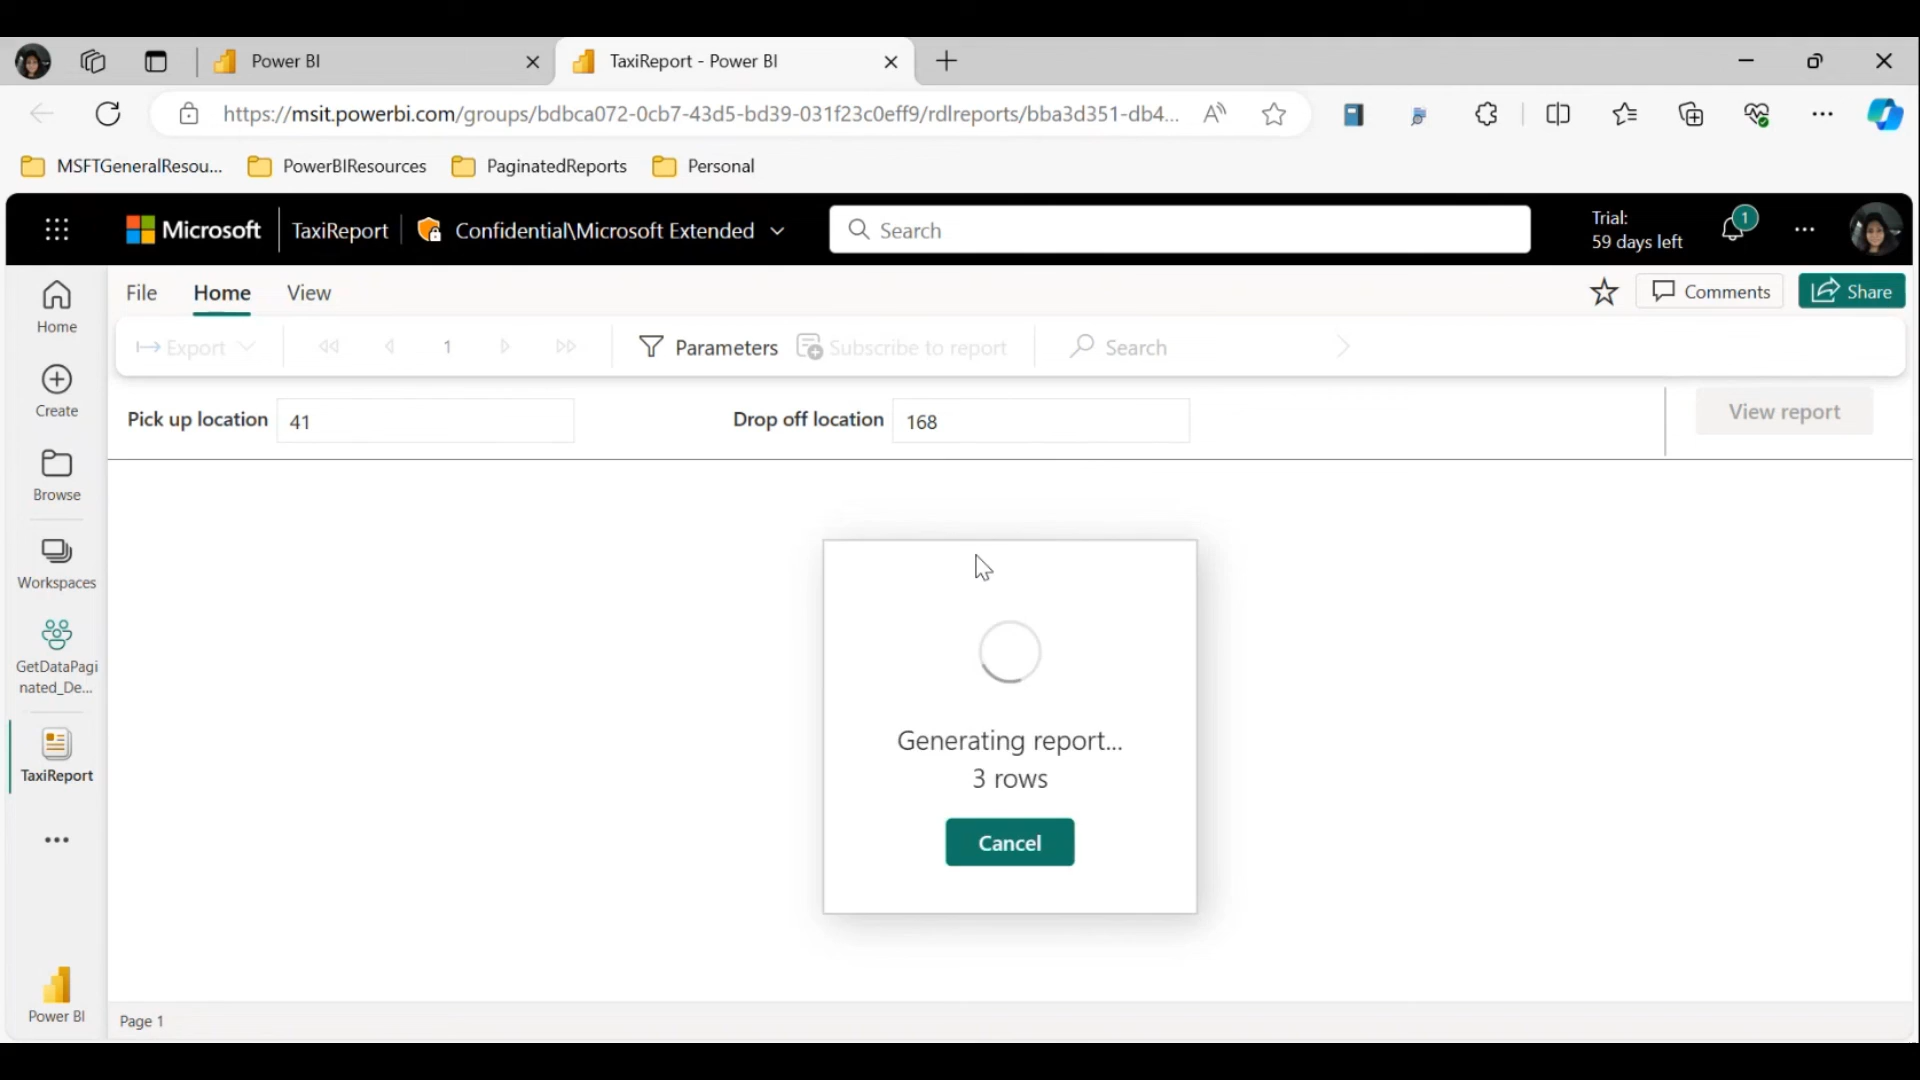 Power BI
TaxiReport - Power BI
https://msit.powerbi.com/groups/bdbca072-0cb7-43d5-bd39-031f23c0eff9/rdlreports/bba3d351-db4...
MSFTGeneralResou...
PowerBIResources
PaginatedReports
Personal
Microsoft
TaxiReport
Confidential\Microsoft Extended
Search
Trial:
59 days left
1
Home
Create
Browse
Workspaces
GetDataPagi
nated_De...
TaxiReport
Power BI
File
Home
View
Comments
Share
Export
1
Parameters
Subscribe to report
Search
Pick up location
41
Drop off location
168
View report
Generating report...
3 rows
Cancel
Page 1